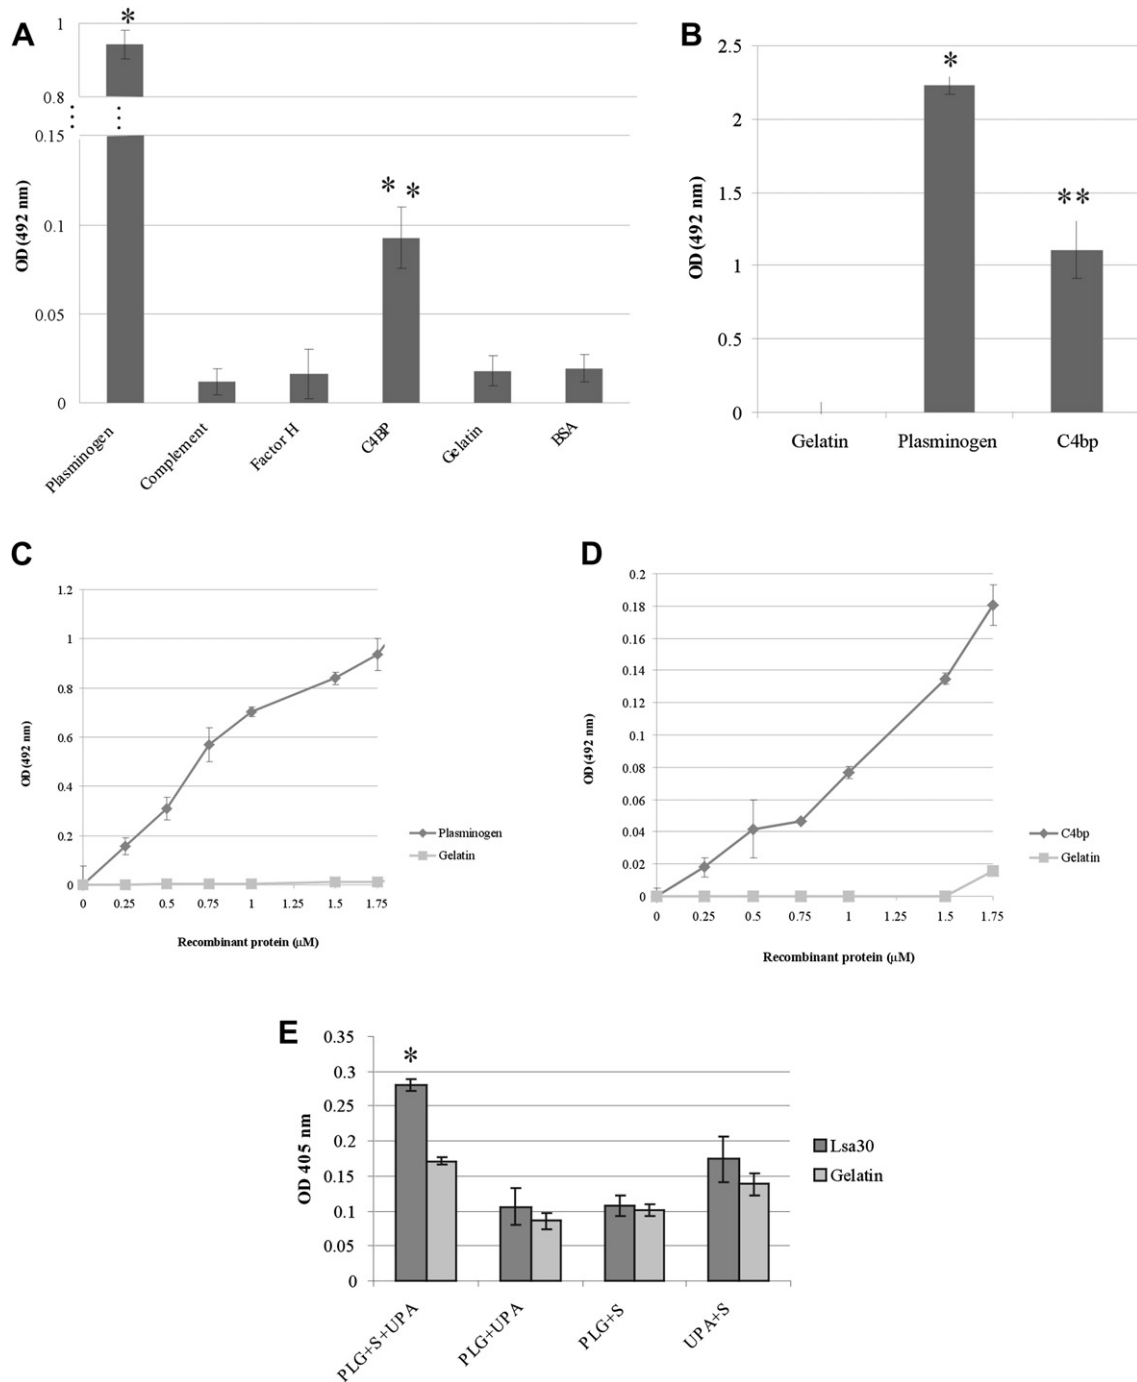 A
OD (492 nm)
1
0.8
0.15
0.1
0.05
0
*
* *
Plasminogen
Complement
Factor H
C4BP
Gelatin
BSA
B
OD (492 nm)
2.5
2
1.5
1
0.5
0
*
**
Gelatin
Plasminogen
C4bp
C
OD (492 nm)
1.2
1
0.8
0.6
0.4
0.2
0
0 0.25 0.5 0.75 1 1.25 1.5 1.75
Recombinant protein (μM)
Plasminogen
Gelatin
D
OD (492 nm)
0.2
0.18
0.16
0.14
0.12
0.1
0.08
0.06
0.04
0.02
0
0 0.25 0.5 0.75 1 1.25 1.5 1.75
Recombinant protein (μM)
C4bp
Gelatin
E
OD 405 nm
0.35
0.3
0.25
0.2
0.15
0.1
0.05
0
*
PLG+S+UPA
PLG+UPA
PLG+S
UPA+S
Lsa30
Gelatin